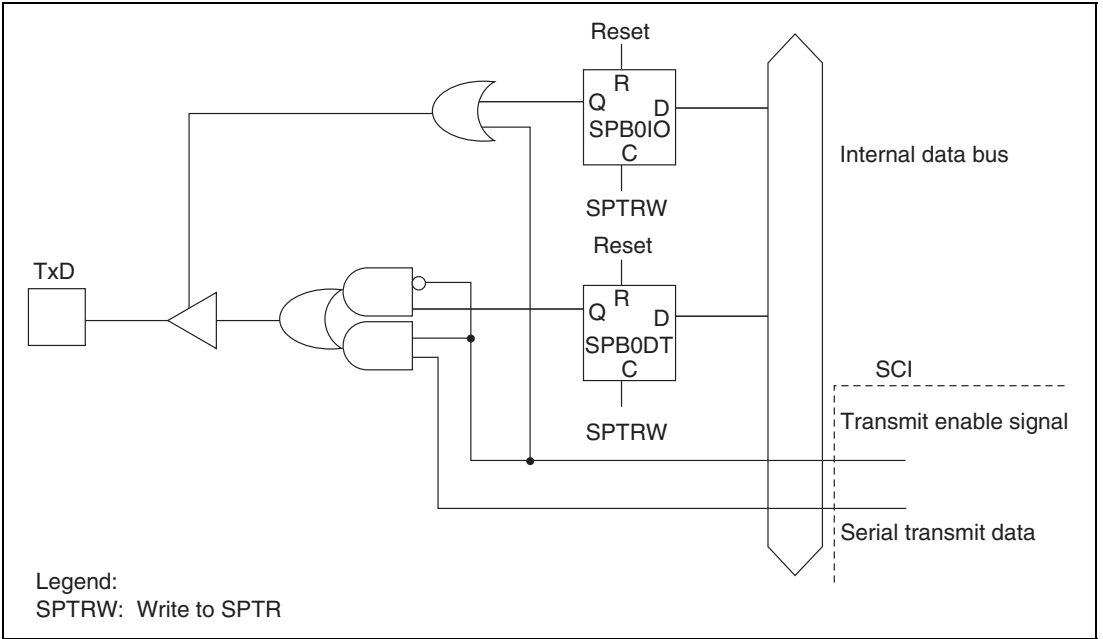 Reset
R
Q
D
SPB0IO
C
SPTRW
Internal data bus
Reset
R
Q
D
SPB0DT
C
SPTRW
TxD
SCI
Transmit enable signal
Serial transmit data
Legend:
SPTRW: Write to SPTR